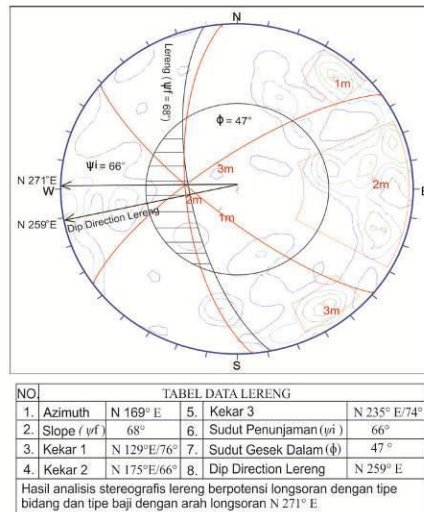 N
Lereng (ψf = 68°)
1m
ϕ = 47°
ψi = 66°
3m
N 271°E
W
2m
E
2m
N 259°E
Dip Direction Lereng
1m
3m
S
NO. TABEL DATA LERENG
1. Azimuth N 169° E 5. Kekar 3 N 235° E/74°
2. Slope (ψf) 68° 6. Sudut Penunjaman (ψi) 66°
3. Kekar 1 N 129°E/76° 7. Sudut Gesek Dalam (ϕ) 47 °
4. Kekar 2 N 175°E/66° 8. Dip Direction Lereng N 259° E
Hasil analisis stereografis lereng berpotensi longsoran dengan tipe
bidang dan tipe baji dengan arah longsoran N 271° E